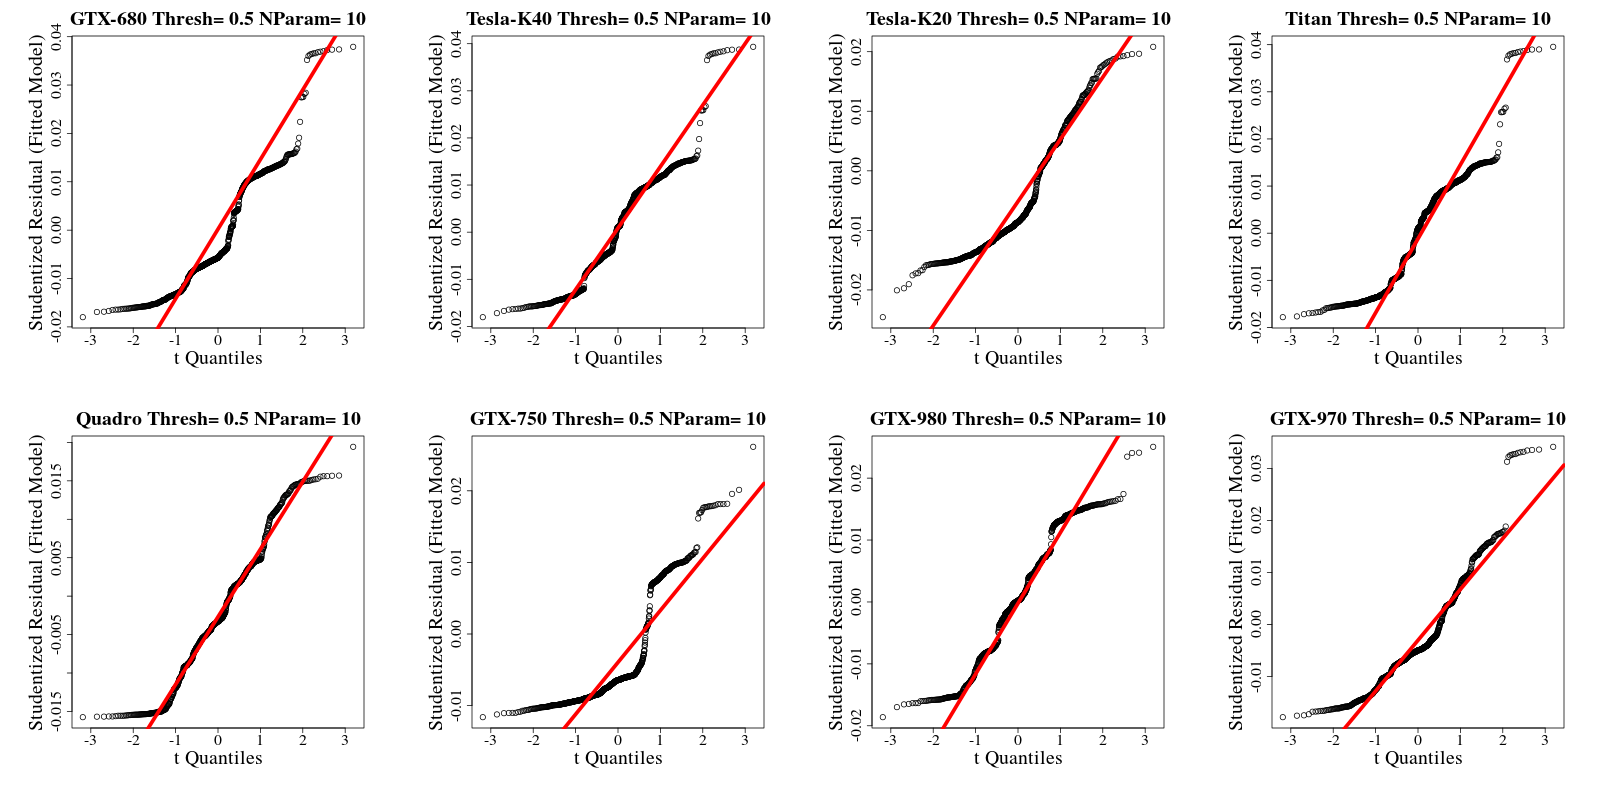 GTX-680 Thresh= 0.5 NParam= 10
Studentized Residual (Fitted Model)
-0.02 -0.01 0.00 0.01 0.02 0.03 0.04
-3 -2 -1 0 1 2 3
t Quantiles
Tesla-K40 Thresh= 0.5 NParam= 10
Studentized Residual (Fitted Model)
-0.02 -0.01 0.00 0.01 0.02 0.03 0.04
-3 -2 -1 0 1 2 3
t Quantiles
Tesla-K20 Thresh= 0.5 NParam= 10
Studentized Residual (Fitted Model)
-0.02 -0.01 0.00 0.01 0.02
-3 -2 -1 0 1 2 3
t Quantiles
Titan Thresh= 0.5 NParam= 10
Studentized Residual (Fitted Model)
-0.02 -0.01 0.00 0.01 0.02 0.03 0.04
-3 -2 -1 0 1 2 3
t Quantiles
Quadro Thresh= 0.5 NParam= 10
Studentized Residual (Fitted Model)
-0.015 -0.005 0.005 0.015
-3 -2 -1 0 1 2 3
t Quantiles
GTX-750 Thresh= 0.5 NParam= 10
Studentized Residual (Fitted Model)
-0.01 0.00 0.01 0.02
-3 -2 -1 0 1 2 3
t Quantiles
GTX-980 Thresh= 0.5 NParam= 10
Studentized Residual (Fitted Model)
-0.02 -0.01 0.00 0.01 0.02
-3 -2 -1 0 1 2 3
t Quantiles
GTX-970 Thresh= 0.5 NParam= 10
Studentized Residual (Fitted Model)
-0.01 0.00 0.01 0.02 0.03
-3 -2 -1 0 1 2 3
t Quantiles